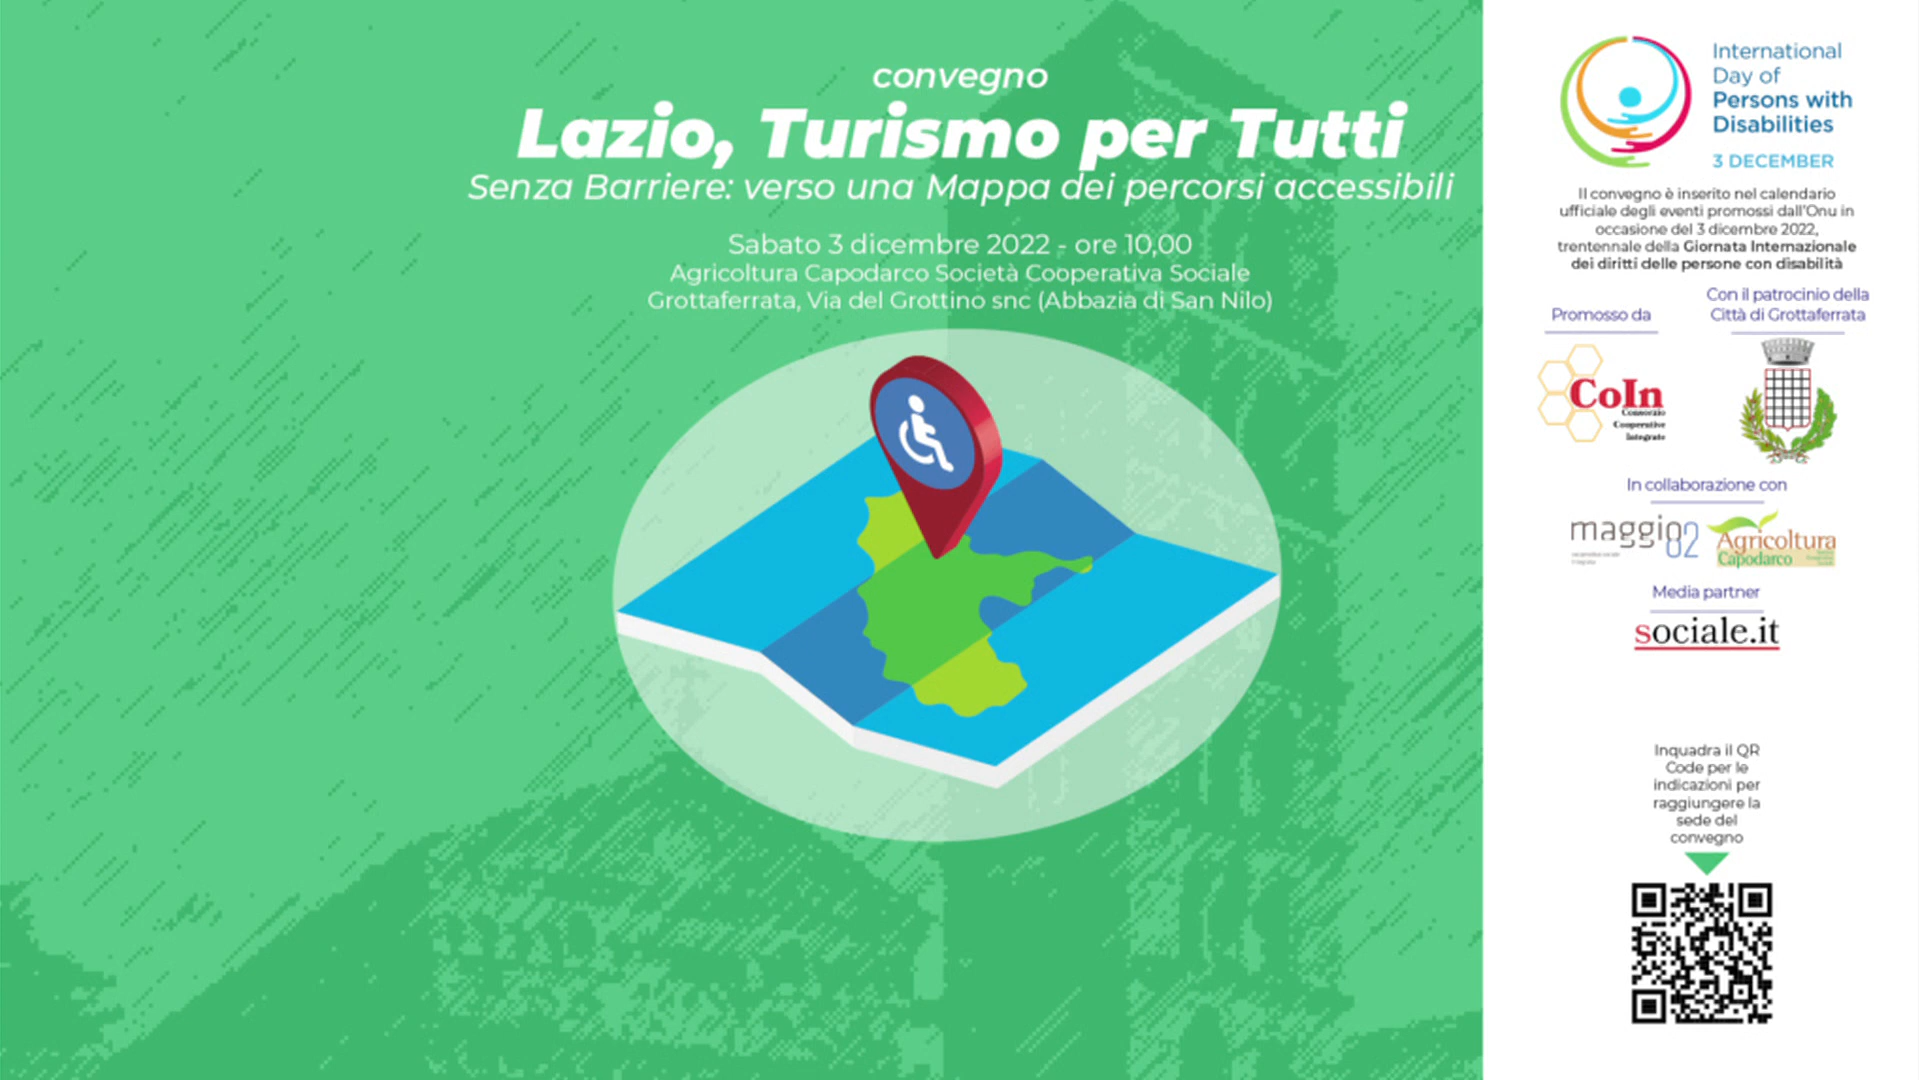 convegno
Lazio, Turismo per Tutti
Senza Barriere: verso una Mappa dei percorsi accessibili
Sabato 3 dicembre 2022 - ore 10,00
Agricoltura Capodarco Società Cooperativa Sociale
Grottaferrata, Via del Grottino snc (Abbazia di San Nilo)
International
Day of
Persons with
Disabilities
3 DECEMBER
Il convegno è inserito nel calendario
ufficiale degli eventi promossi dall'Onu in
occasione del 3 dicembre 2022,
trentennale della Giornata Internazionale
dei diritti delle persone con disabilità
Promosso da
Con il patrocinio della
Città di Grottaferrata
CoIn
Consorzio
Cooperative
Integrate
In collaborazione con
maggio
82
Agricoltura
Capodarco
Media partner
sociale.it
Inquadra il QR
Code per le
indicazioni per
raggiungere la
sede del
convegno